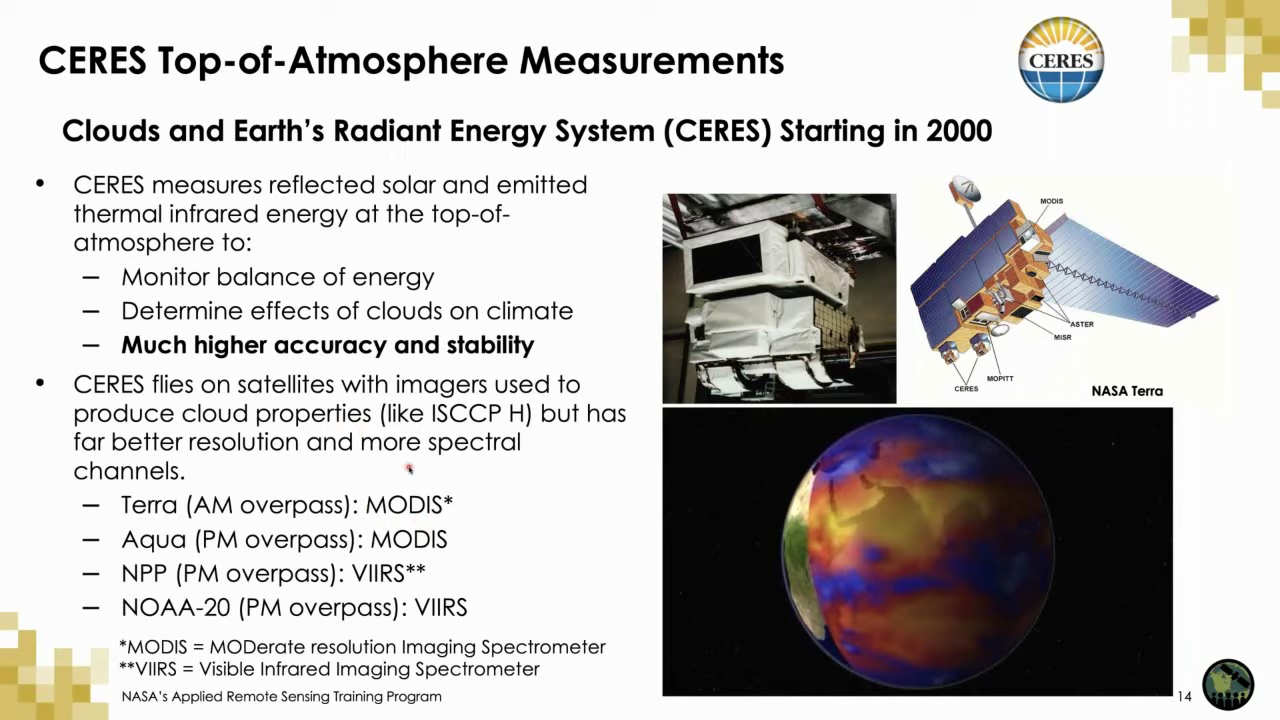 CERES Top-of-Atmosphere Measurements
CERES
Clouds and Earth's Radiant Energy System (CERES) Starting in 2000
• CERES measures reflected solar and emitted
thermal infrared energy at the top-of-
atmosphere to:
– Monitor balance of energy
– Determine effects of clouds on climate
– Much higher accuracy and stability
• CERES flies on satellites with imagers used to
produce cloud properties (like ISCCP H) but has
far better resolution and more spectral
channels.
– Terra (AM overpass): MODIS*
– Aqua (PM overpass): MODIS
– NPP (PM overpass): VIIRS**
– NOAA-20 (PM overpass): VIIRS
*MODIS = MODerate resolution Imaging Spectrometer
**VIIRS = Visible Infrared Imaging Spectrometer
MODIS
ASTER
MISR
MOPITT
CERES
NASA Terra
NASA's Applied Remote Sensing Training Program
14